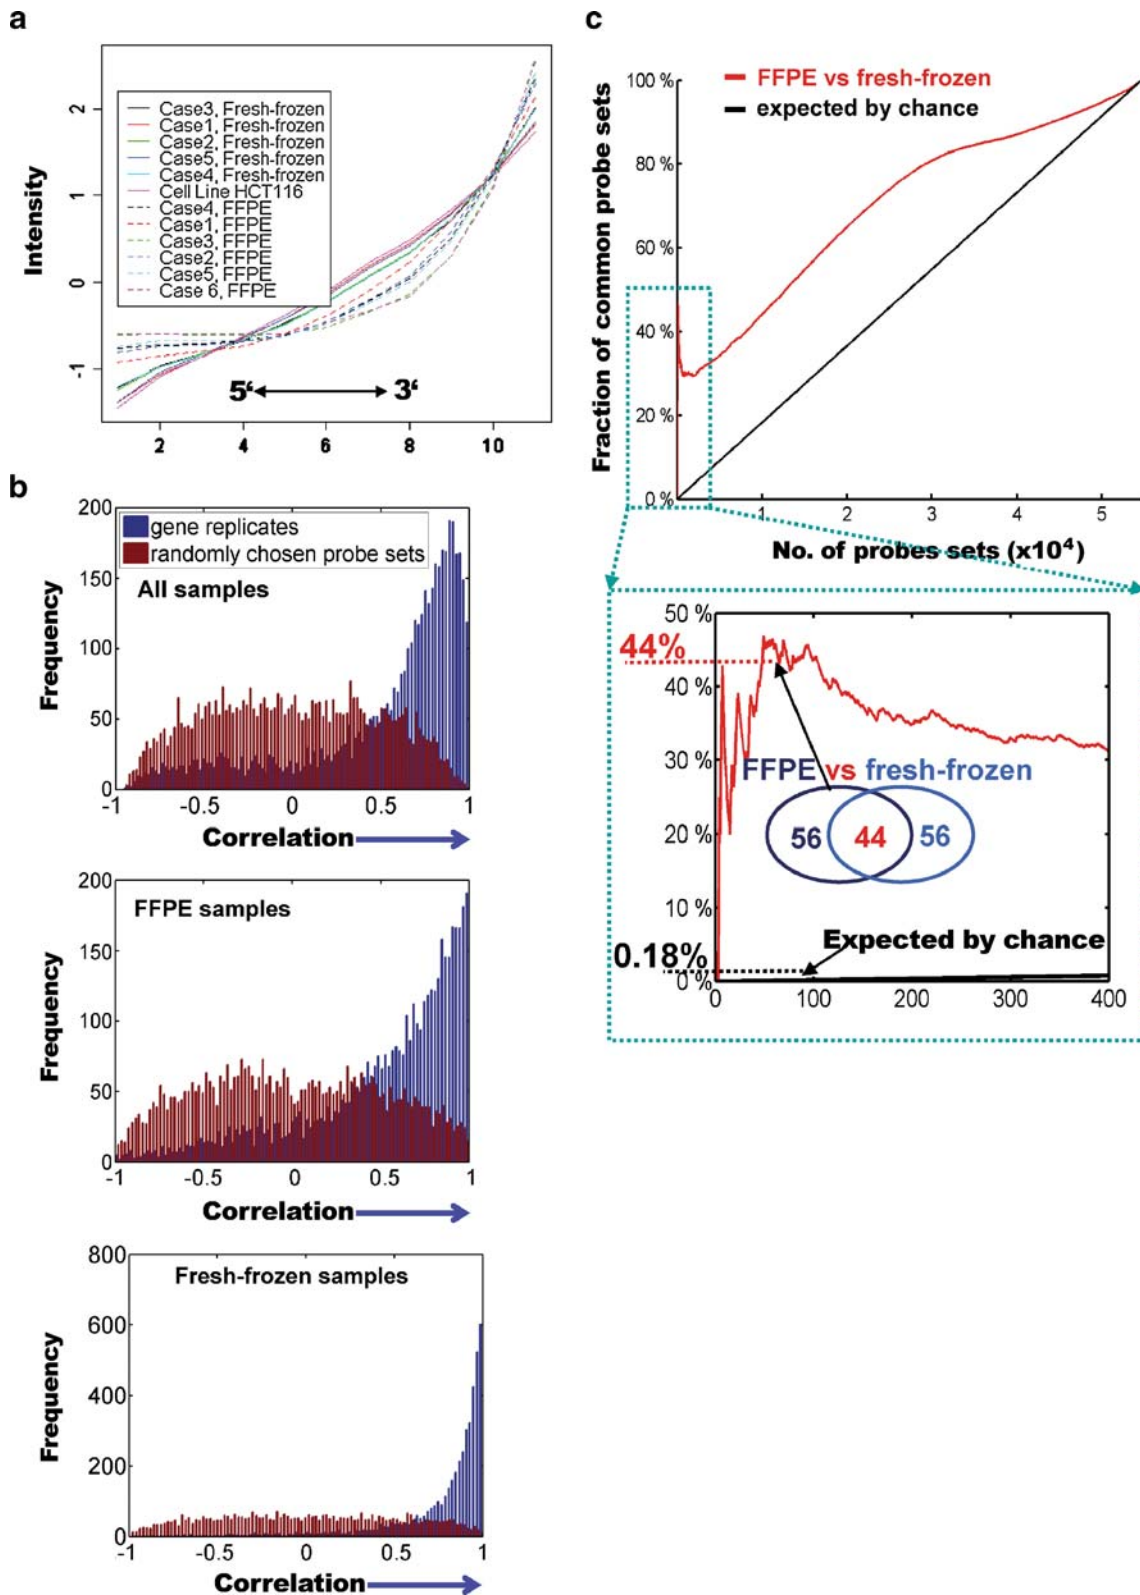 a
Intensity
2
1
0
-1
Case3, Fresh-frozen
Case1, Fresh-frozen
Case2, Fresh-frozen
Case5, Fresh-frozen
Case4, Fresh-frozen
Cell Line HCT116
Case4, FFPE
Case1, FFPE
Case3, FFPE
Case2, FFPE
Case5, FFPE
Case 6, FFPE
5‘ 3‘
2 4 6 8 10
b
Frequency
200
150
100
50
0
gene replicates
randomly chosen probe sets
All samples
-1 -0.5 0 0.5 1
Correlation
Frequency
200
150
100
50
0
FFPE samples
-1 -0.5 0 0.5 1
Correlation
Frequency
800
600
400
200
0
Fresh-frozen samples
-1 -0.5 0 0.5 1
Correlation
c
Fraction of common probe sets
100 %
80 %
60 %
40 %
20 %
0 %
FFPE vs fresh-frozen
expected by chance
1 2 3 4 5
No. of probes sets (x10⁴)
50 %
44%
40 %
30 %
FFPE vs fresh-frozen
20 %
56 44 56
10 %
Expected by chance
0.18%
0 %
0 100 200 300 400